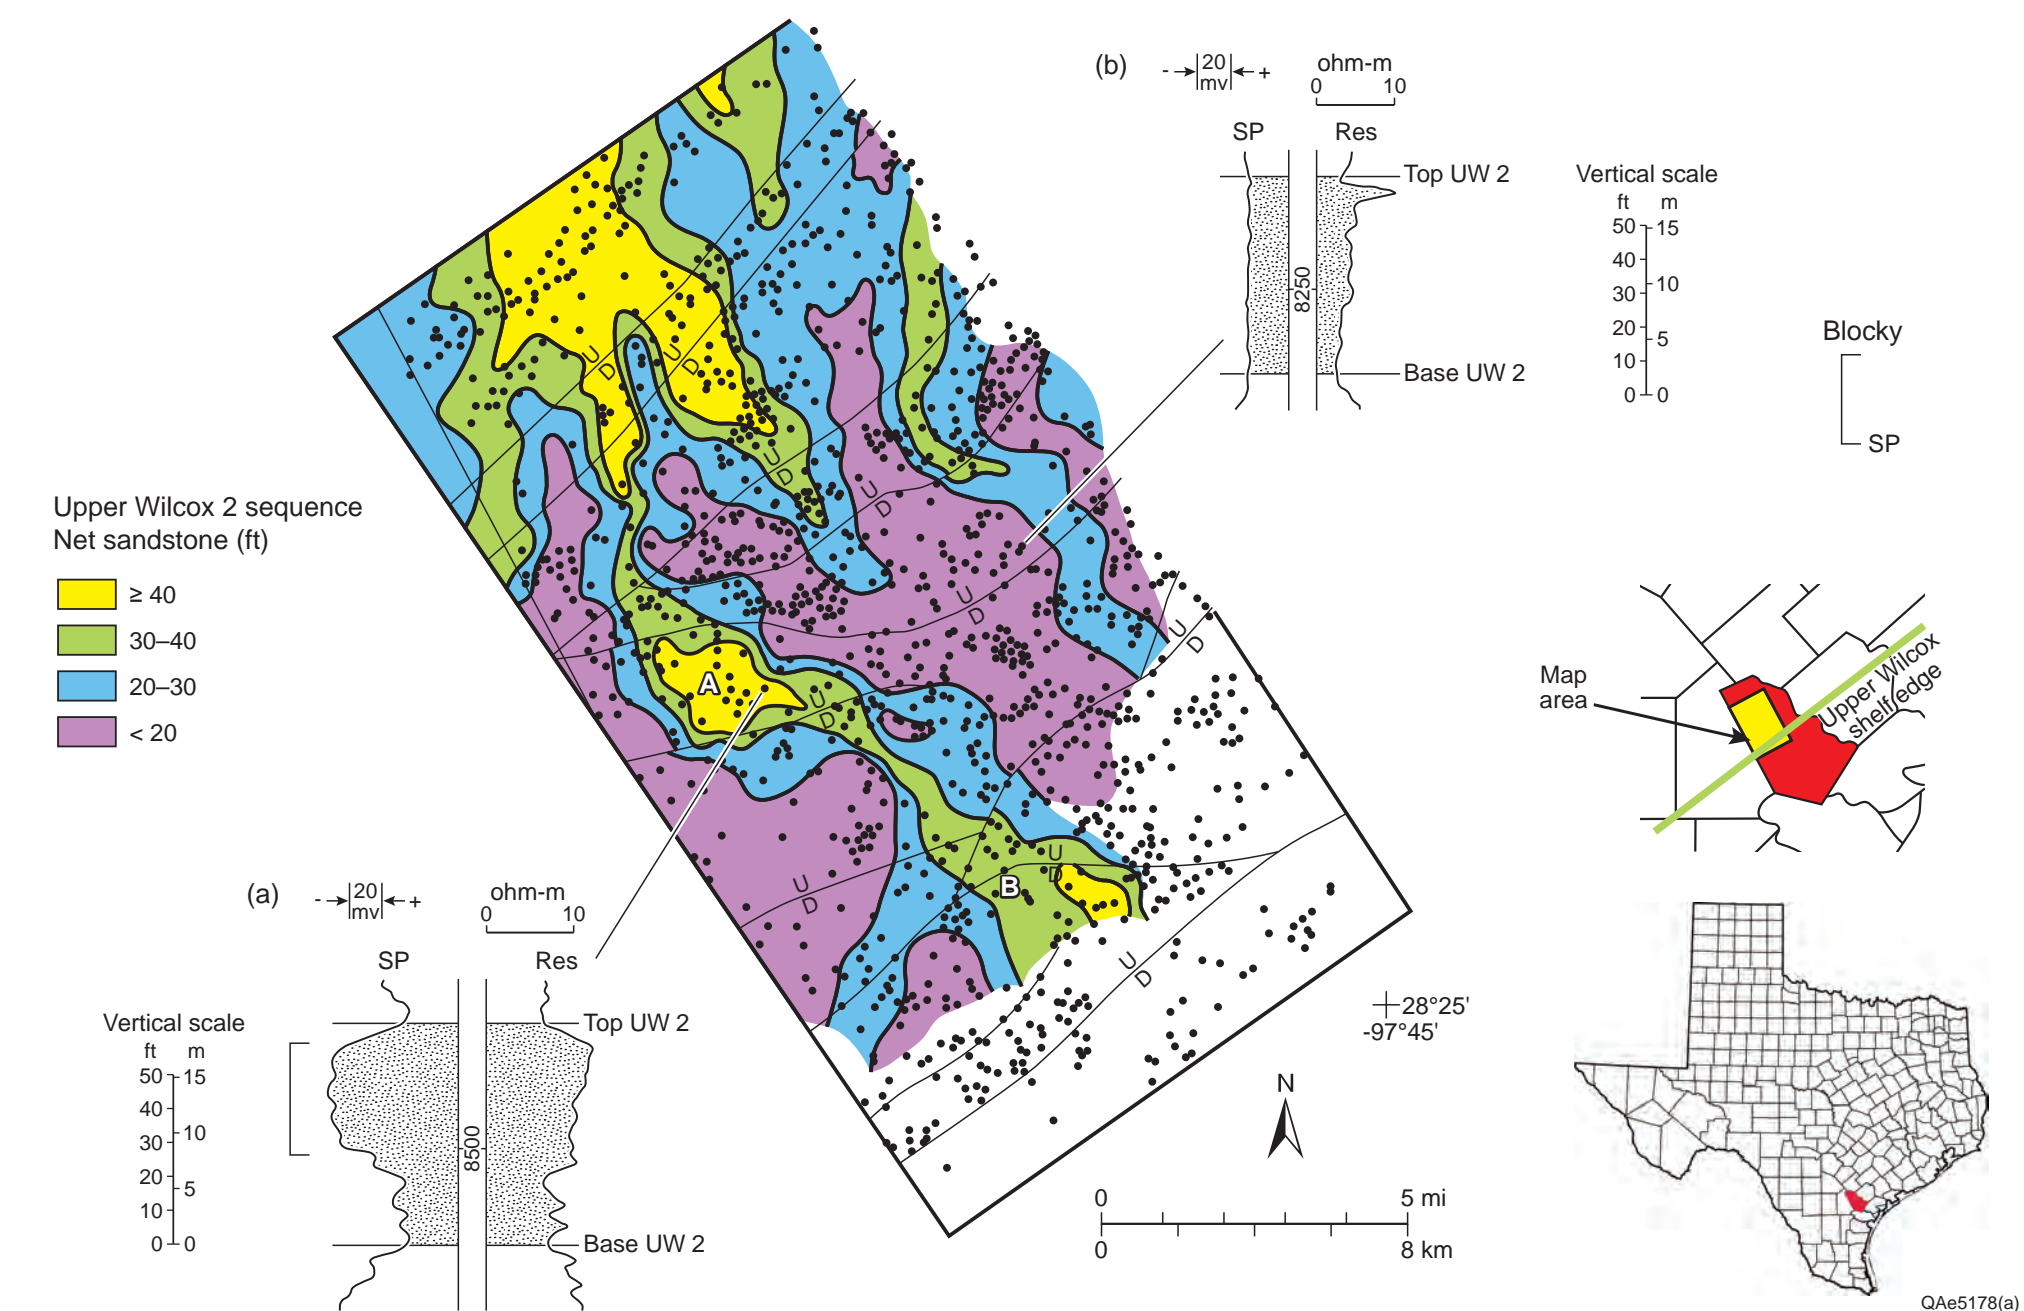 (b)
- 20 mv +
ohm-m
0 10
SP Res
Top UW 2
8250
Base UW 2
Vertical scale
ft m
50 15
40
10
30
20
5
10
0 0
Blocky
SP
Upper Wilcox 2 sequence
Net sandstone (ft)
≥ 40
30–40
20–30
< 20
U
D
U
D
U
D
U
D
U
D
U
D
A
U
D
U
D
B
U
D
U
D
Map
area
Upper Wilcox
shelf edge
(a)
- 20 mv +
ohm-m
0 10
SP Res
Top UW 2
8500
Base UW 2
Vertical scale
ft m
50 15
40
10
30
20
5
10
0 0
28°25'
-97°45'
N
0 5 mi
0 8 km
QAe5178(a)